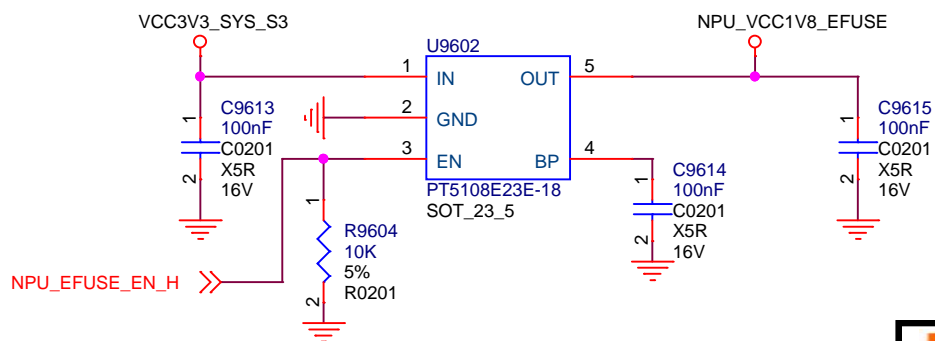 VCC3V3_SYS_S3
NPU_VCC1V8_EFUSE
U9602
1 IN OUT 5
2 GND
3 EN BP 4
PT5108E23E-18
SOT_23_5
1
2
C9613
100nF
C0201
X5R
16V
1
2
C9614
100nF
C0201
X5R
16V
1
2
C9615
100nF
C0201
X5R
16V
1
2
R9604
10K
5%
R0201
NPU_EFUSE_EN_H